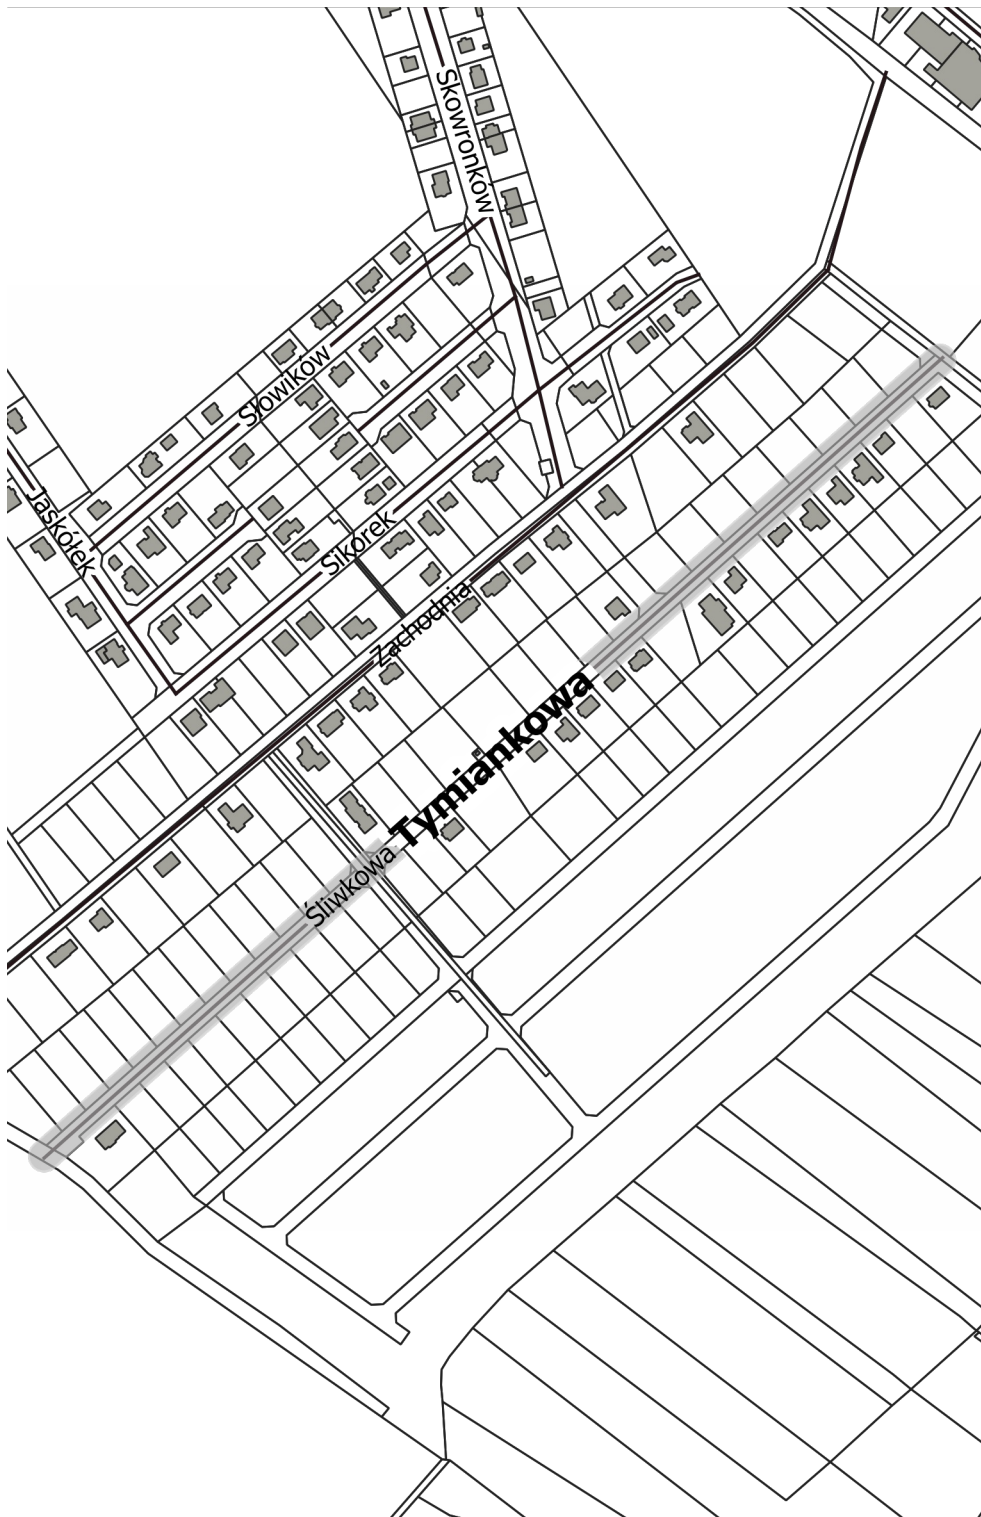 Skowronków
Słowików
Jaskółek
Sikorek
Zachodnia
Tymiankowa
Śliwkowa